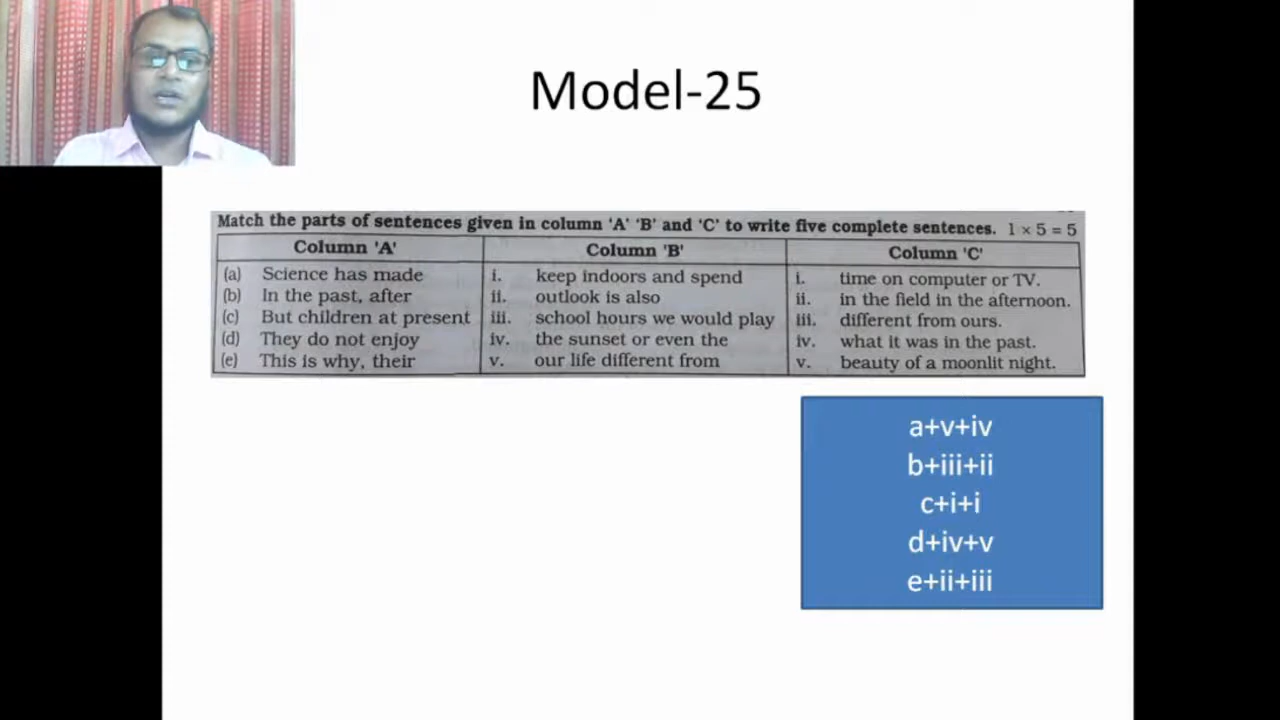 Model-25
Match the parts of sentences given in column 'A' 'B' and 'C' to write five complete sentences. 1 × 5 = 5
Column 'A' Column 'B' Column 'C'
(a) Science has made i. keep indoors and spend i. time on computer or TV.
(b) In the past, after ii. outlook is also ii. in the field in the afternoon.
(c) But children at present iii. school hours we would play iii. different from ours.
(d) They do not enjoy iv. the sunset or even the iv. what it was in the past.
(e) This is why, their v. our life different from v. beauty of a moonlit night.
a+v+iv
b+iii+ii
c+i+i
d+iv+v
e+ii+iii